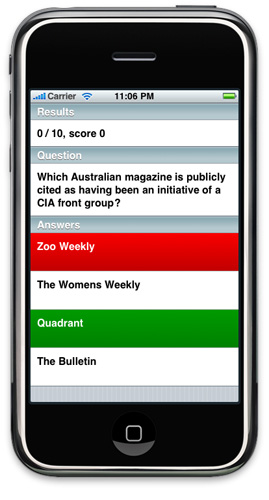 Carrier 11:06 PM
Results
0 / 10, score 0
Question
Which Australian magazine is publicly
cited as having been an initiative of a
CIA front group?
Answers
Zoo Weekly
The Womens Weekly
Quadrant
The Bulletin